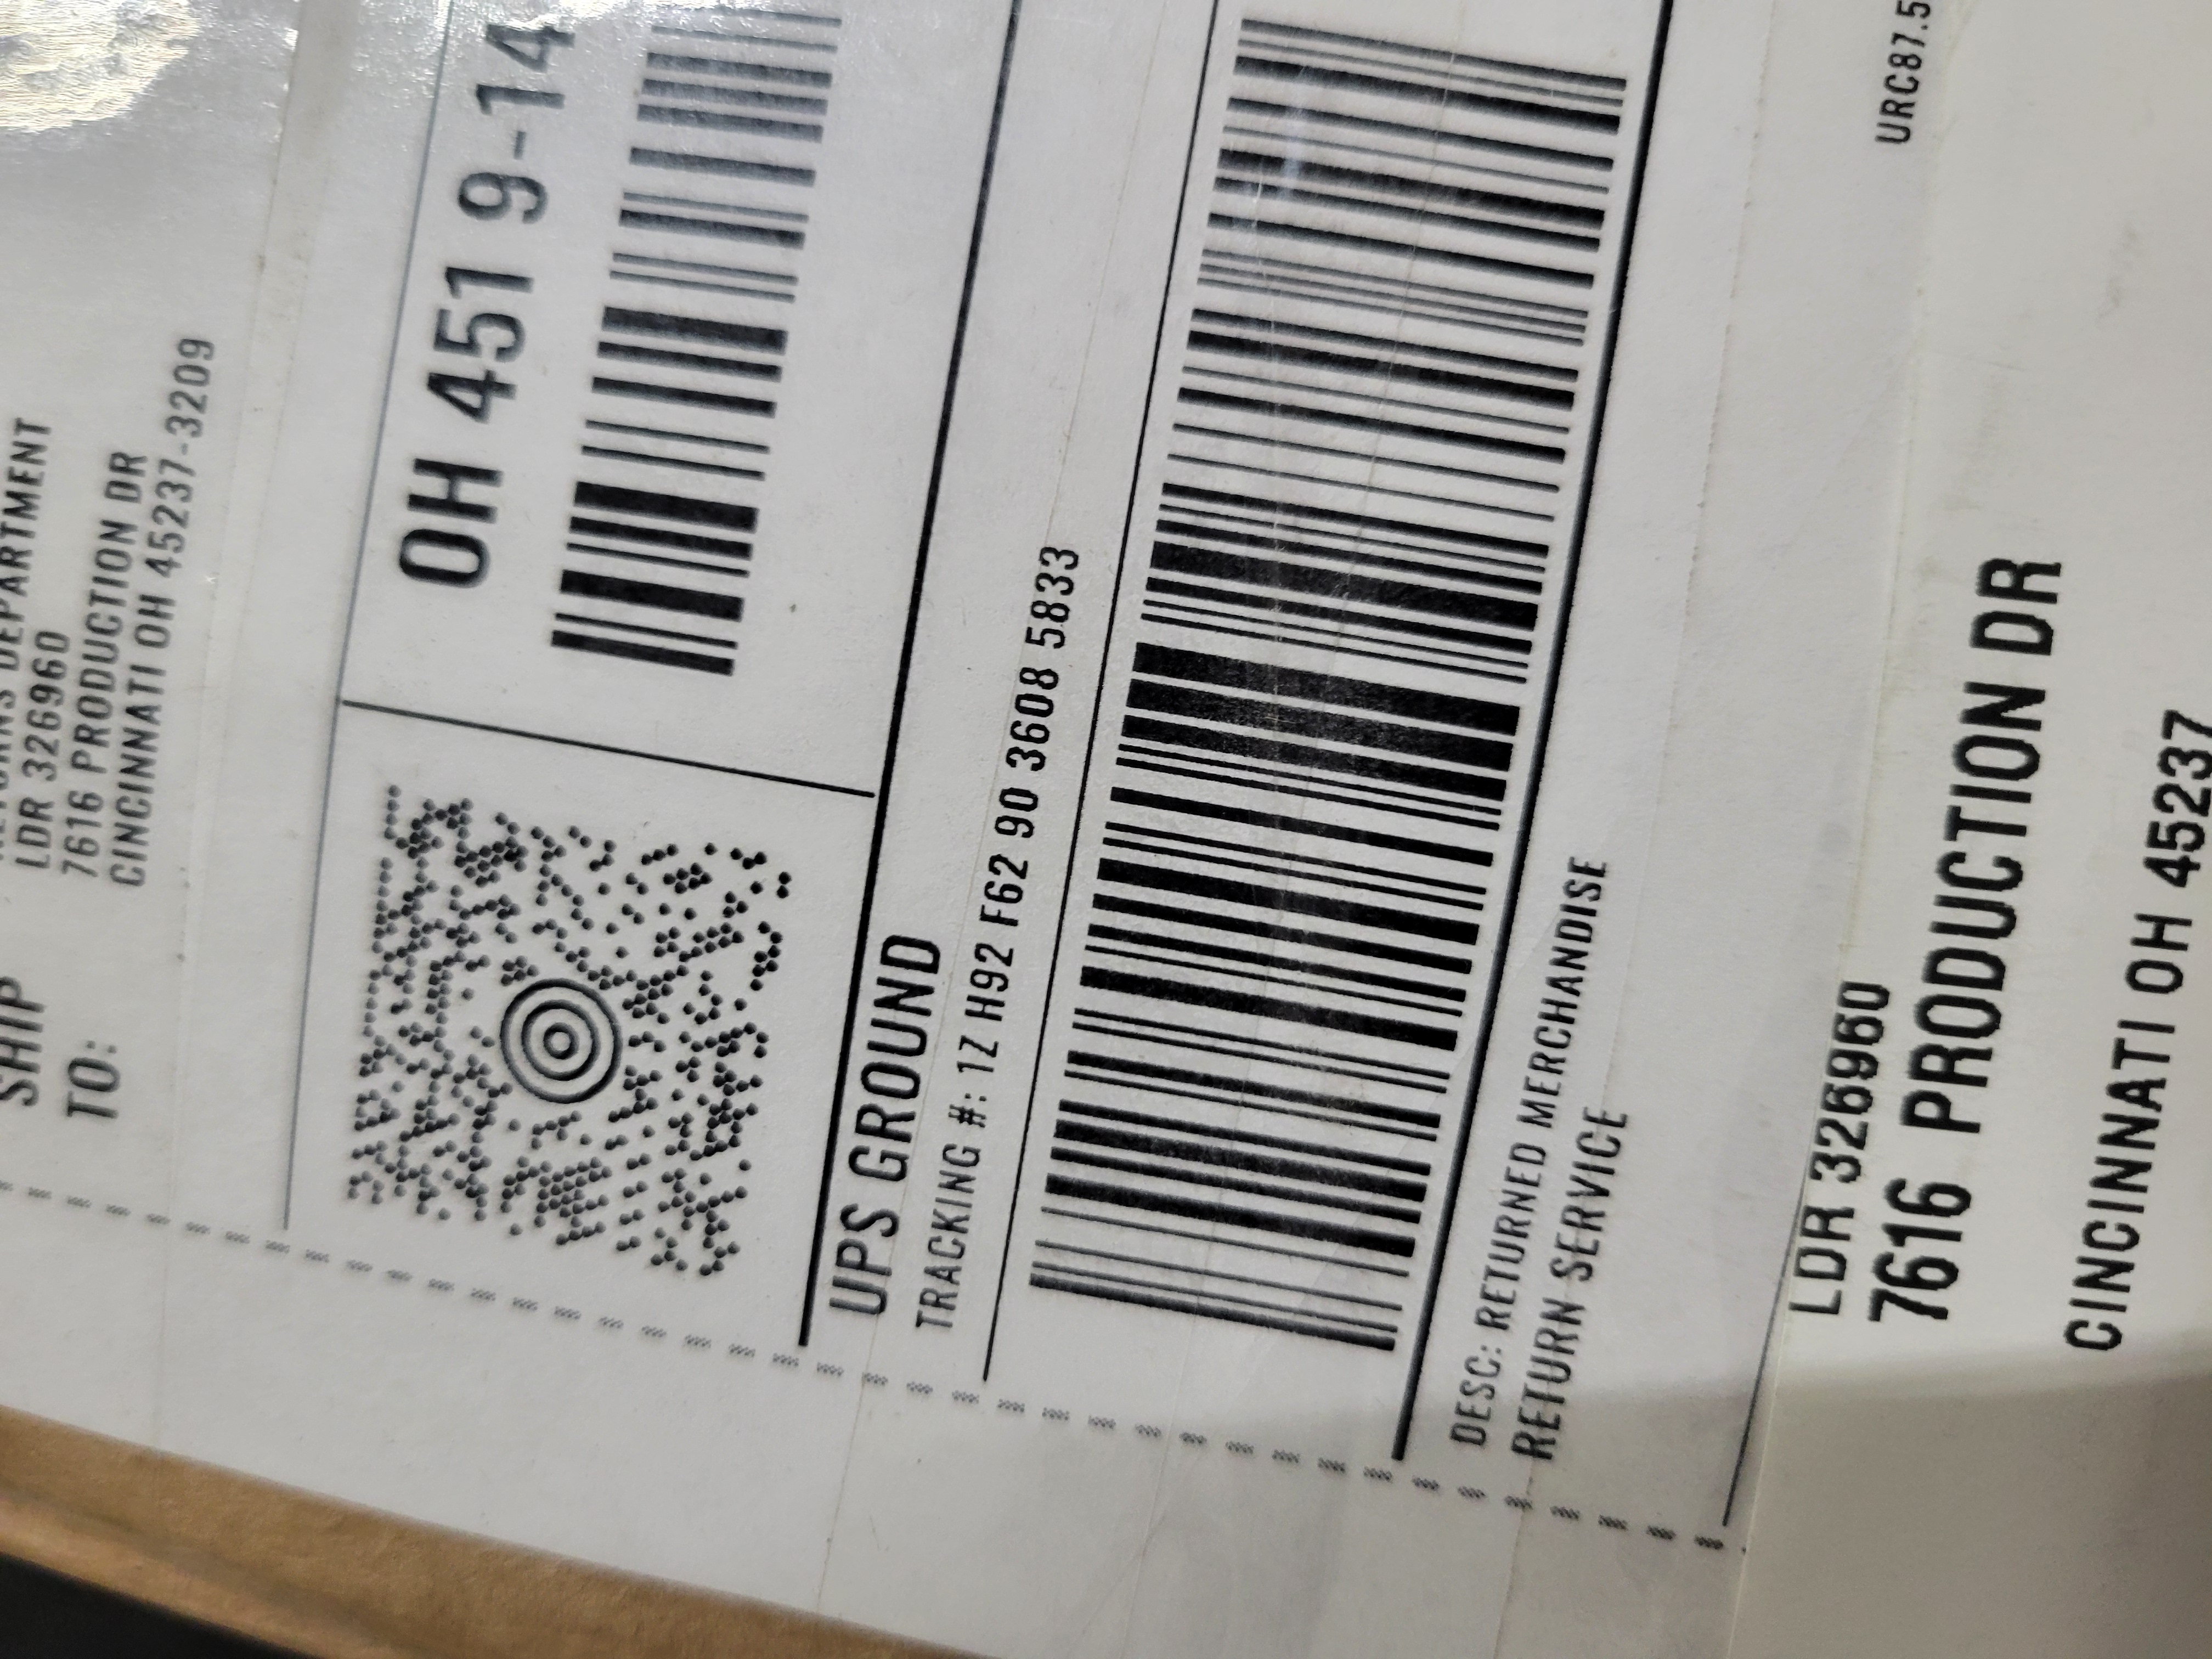 SHIP
TO:
DEPARTMENT
LDR 326960
7616 PRODUCTION DR
CINCINNATI OH 45237-3209
OH 451 9-14
UPS GROUND
TRACKING #: 1Z H92 F62 90 3608 5833
DESC: RETURNED MERCHANDISE
RETURN SERVICE
URC87.5
LDR 326960
7616 PRODUCTION DR
CINCINNATI OH 45237